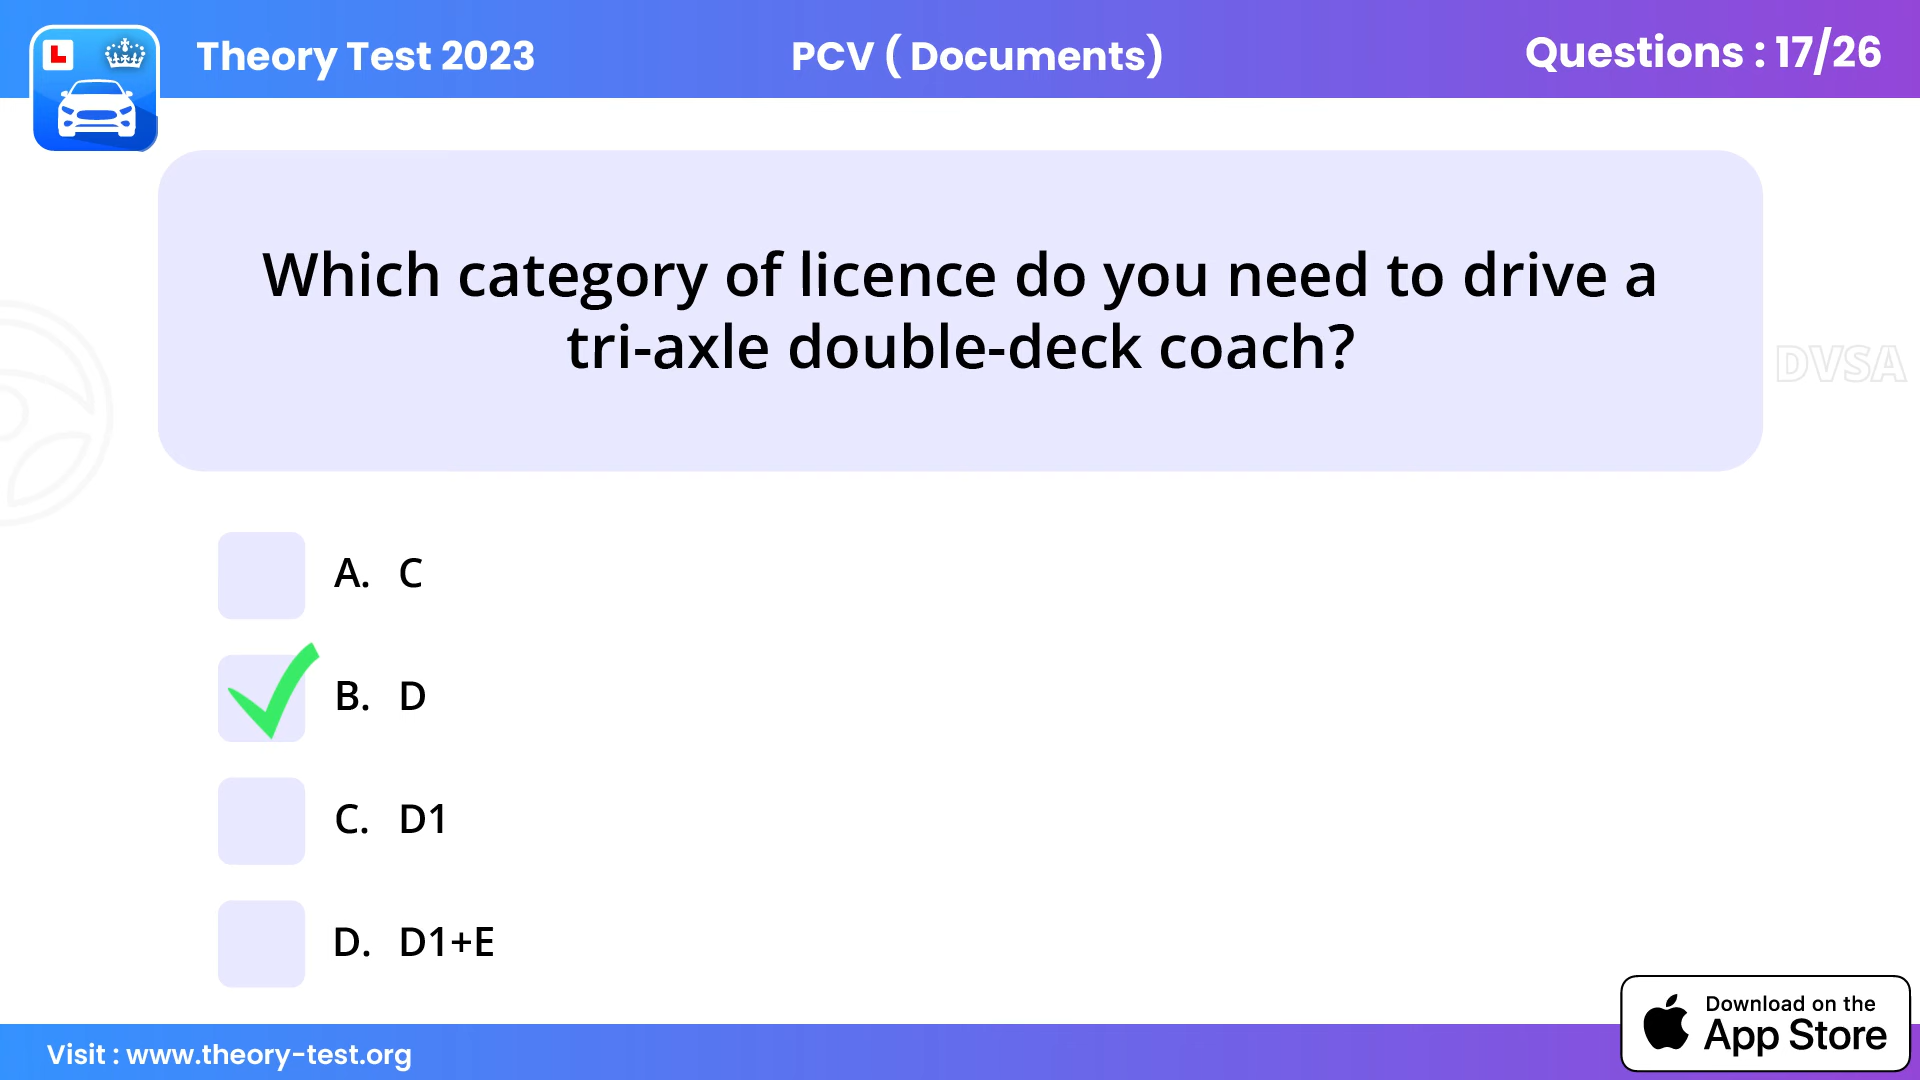 L
Theory Test 2023
PCV ( Documents)
Questions : 17/26
Which category of licence do you need to drive a
tri-axle double-deck coach?
DVSA
A. C
B. D
C. D1
D. D1+E
Visit : www.theory-test.org
Download on the
App Store